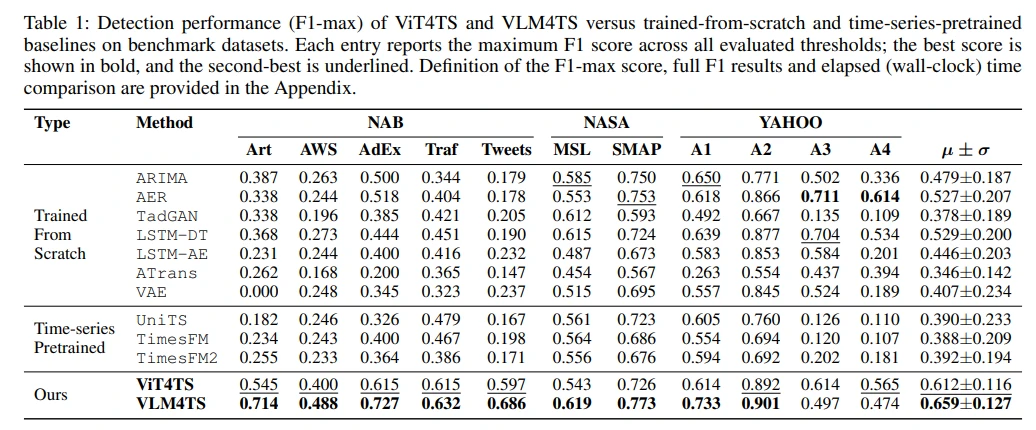 Table 1: Detection performance (F1-max) of ViT4TS and VLM4TS versus trained-from-scratch and time-series-pretrained
baselines on benchmark datasets. Each entry reports the maximum F1 score across all evaluated thresholds; the best score is
shown in bold, and the second-best is underlined. Definition of the F1-max score, full F1 results and elapsed (wall-clock) time
comparison are provided in the Appendix.
Type Method NAB NASA YAHOO μ ± σ
Art AWS AdEx Traf Tweets MSL SMAP A1 A2 A3 A4
Trained From Scratch
ARIMA 0.387 0.263 0.500 0.344 0.179 0.585 0.750 0.650 0.771 0.502 0.336 0.479±0.187
AER 0.338 0.244 0.518 0.404 0.178 0.553 0.753 0.618 0.866 0.711 0.614 0.527±0.207
TadGAN 0.338 0.196 0.385 0.421 0.205 0.612 0.593 0.492 0.667 0.135 0.109 0.378±0.189
LSTM-DT 0.368 0.273 0.444 0.451 0.190 0.615 0.724 0.639 0.877 0.704 0.534 0.529±0.200
LSTM-AE 0.231 0.244 0.400 0.416 0.232 0.487 0.673 0.583 0.853 0.584 0.201 0.446±0.203
ATrans 0.262 0.168 0.200 0.365 0.147 0.454 0.567 0.263 0.554 0.437 0.394 0.346±0.142
VAE 0.000 0.248 0.345 0.323 0.237 0.515 0.695 0.557 0.845 0.524 0.189 0.407±0.234
Time-series Pretrained
UniTS 0.182 0.246 0.326 0.479 0.167 0.561 0.723 0.605 0.760 0.126 0.110 0.390±0.233
TimesFM 0.234 0.243 0.400 0.467 0.198 0.564 0.686 0.554 0.694 0.120 0.107 0.388±0.209
TimesFM2 0.255 0.233 0.364 0.386 0.171 0.556 0.676 0.594 0.692 0.202 0.181 0.392±0.194
Ours
ViT4TS 0.545 0.400 0.615 0.615 0.597 0.543 0.726 0.614 0.892 0.614 0.565 0.612±0.116
VLM4TS 0.714 0.488 0.727 0.632 0.686 0.619 0.773 0.733 0.901 0.497 0.474 0.659±0.127